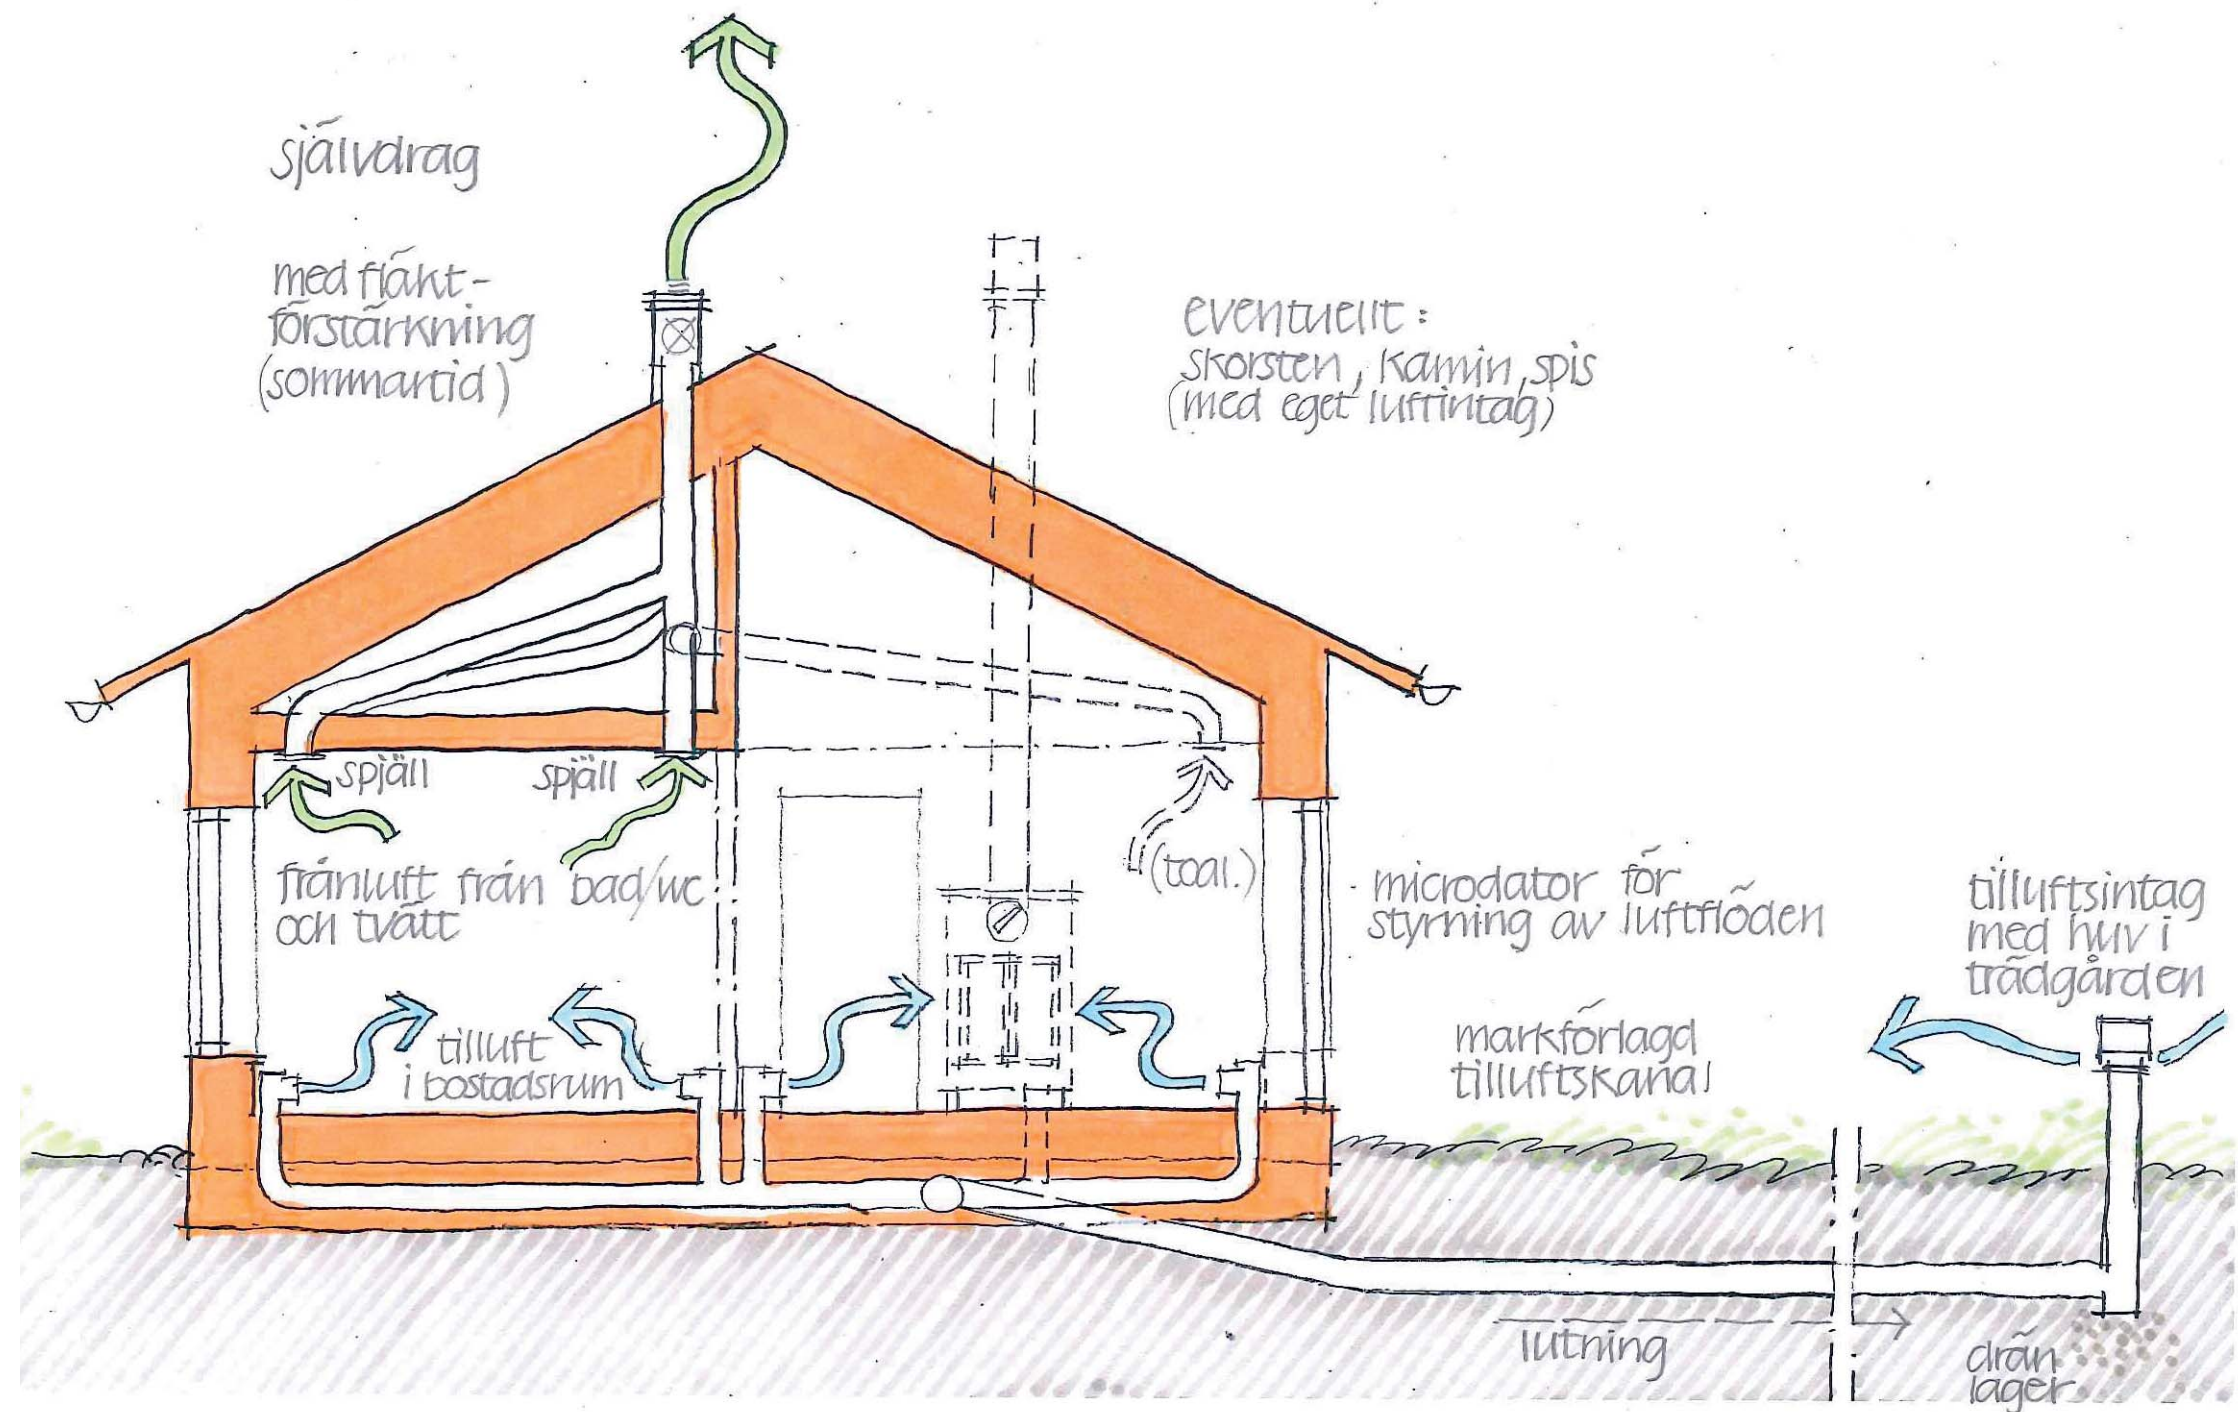 självdrag
med fläkt-
förstärkning
(sommartid)
eventuellt:
skorsten, kamin, spis
(med eget luftintag)
spjäll
spjäll
frånluft från bad/wc
och tvätt
(toal.)
microdator för
styrning av luftflöden
tilluftsintag
med huv i
trädgården
tilluft
i bostadsrum
markförlagd
tilluftskanal
lutning
drän
lager